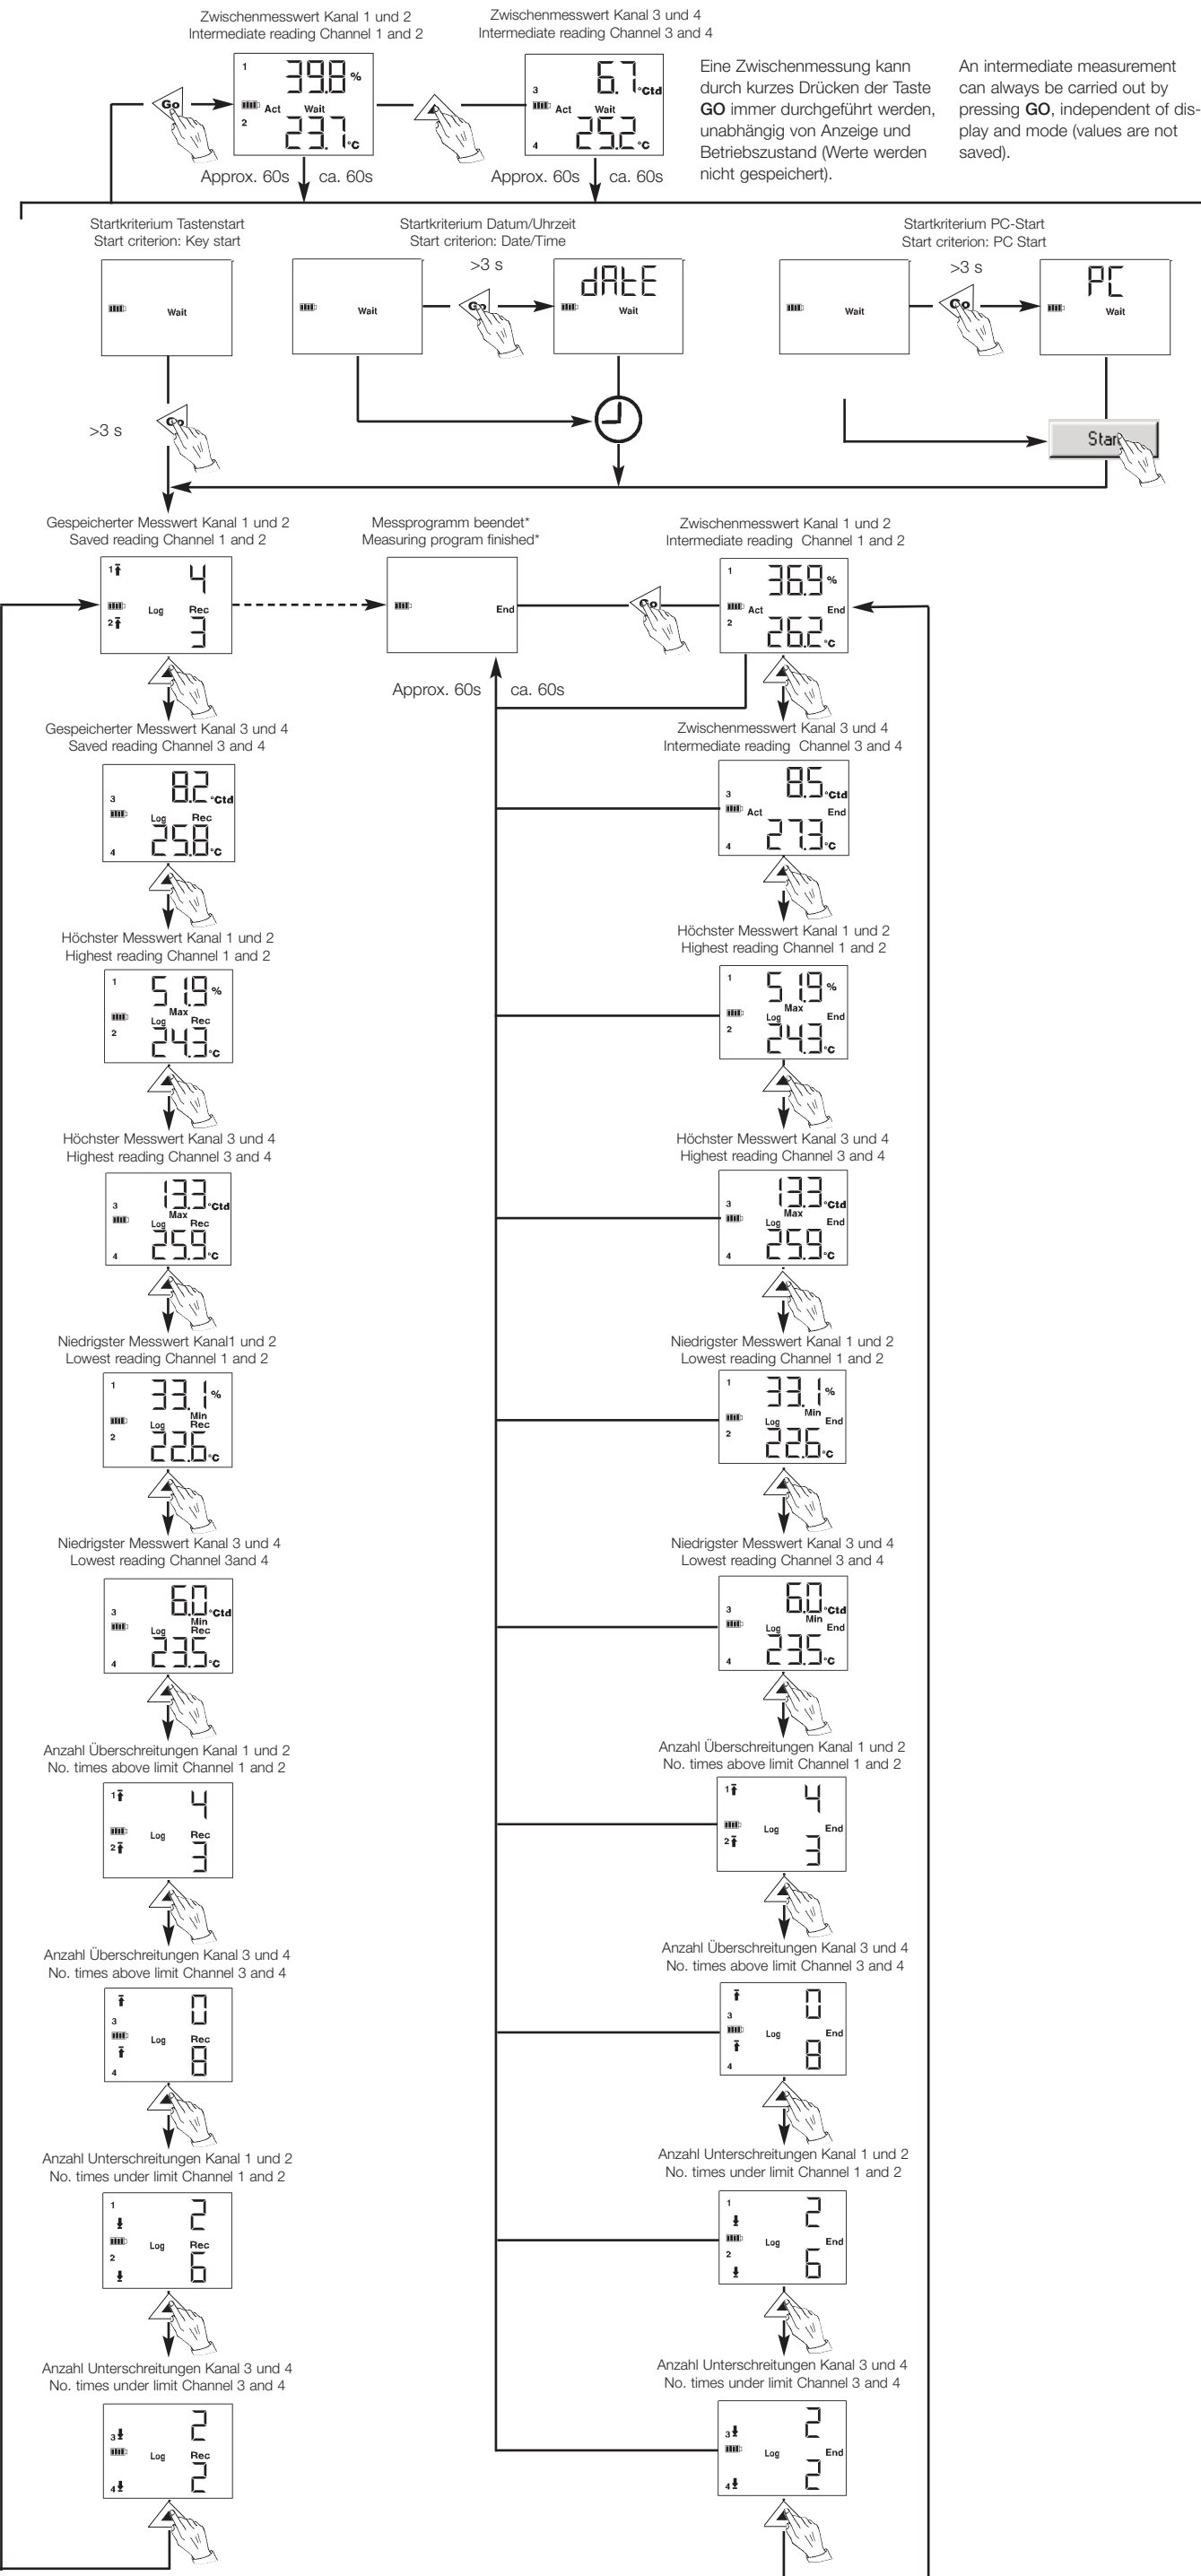 Zwischenmesswert Kanal 1 und 2
Intermediate reading Channel 1 and 2
Zwischenmesswert Kanal 3 und 4
Intermediate reading Channel 3 and 4
Go
1
39.8 %
Act Wait
2
23.7 °C
3
6.7 °Ctd
Act Wait
4
25.2 °C
Approx. 60s ca. 60s
Approx. 60s ca. 60s
Eine Zwischenmessung kann
durch kurzes Drücken der Taste
GO immer durchgeführt werden,
unabhängig von Anzeige und
Betriebszustand (Werte werden
nicht gespeichert).
An intermediate measurement
can always be carried out by
pressing GO, independent of dis-
play and mode (values are not
saved).
Startkriterium Tastenstart
Start criterion: Key start
Wait
>3 s
Go
Startkriterium Datum/Uhrzeit
Start criterion: Date/Time
Wait
>3 s
Go
dAtE
Wait
Startkriterium PC-Start
Start criterion: PC Start
Wait
>3 s
Go
PC
Wait
Star
Gespeicherter Messwert Kanal 1 und 2
Saved reading Channel 1 and 2
1 4
Log Rec
2 3
Gespeicherter Messwert Kanal 3 und 4
Saved reading Channel 3 and 4
3
8.2 °Ctd
Log Rec
4
25.8 °C
Höchster Messwert Kanal 1 und 2
Highest reading Channel 1 and 2
1
51.9 %
Max
Log Rec
2
24.3 °C
Höchster Messwert Kanal 3 und 4
Highest reading Channel 3 and 4
3
13.3 °Ctd
Max
Log Rec
4
25.9 °C
Niedrigster Messwert Kanal1 und 2
Lowest reading Channel 1 and 2
1
33.1 %
Min
Log Rec
2
22.6 °C
Niedrigster Messwert Kanal 3 und 4
Lowest reading Channel 3and 4
3
6.0 °Ctd
Min
Log Rec
4
23.5 °C
Anzahl Überschreitungen Kanal 1 und 2
No. times above limit Channel 1 and 2
1 4
Log Rec
2 3
Anzahl Überschreitungen Kanal 3 und 4
No. times above limit Channel 3 and 4
3 0
Log Rec
4 8
Anzahl Unterschreitungen Kanal 1 und 2
No. times under limit Channel 1 and 2
1 2
Log Rec
2 6
Anzahl Unterschreitungen Kanal 3 und 4
No. times under limit Channel 3 and 4
3 2
Log Rec
4 2
Messprogramm beendet*
Measuring program finished*
End
Go
Approx. 60s ca. 60s
Zwischenmesswert Kanal 1 und 2
Intermediate reading Channel 1 and 2
1
36.9 %
Act End
2
26.2 °C
Zwischenmesswert Kanal 3 und 4
Intermediate reading Channel 3 and 4
3
8.5 °Ctd
Act End
4
27.3 °C
Höchster Messwert Kanal 1 und 2
Highest reading Channel 1 and 2
1
51.9 %
Max
Log End
2
24.3 °C
Höchster Messwert Kanal 3 und 4
Highest reading Channel 3 and 4
3
13.3 °Ctd
Max
Log End
4
25.9 °C
Niedrigster Messwert Kanal 1 und 2
Lowest reading Channel 1 and 2
1
33.1 %
Min
Log End
2
22.6 °C
Niedrigster Messwert Kanal 3 und 4
Lowest reading Channel 3 and 4
3
6.0 °Ctd
Min
Log End
4
23.5 °C
Anzahl Überschreitungen Kanal 1 und 2
No. times above limit Channel 1 and 2
1 4
Log End
2 3
Anzahl Überschreitungen Kanal 3 und 4
No. times above limit Channel 3 and 4
3 0
Log End
4 8
Anzahl Unterschreitungen Kanal 1 und 2
No. times under limit Channel 1 and 2
1 2
Log End
2 6
Anzahl Unterschreitungen Kanal 3 und 4
No. times under limit Channel 3 and 4
3 2
Log End
4 2